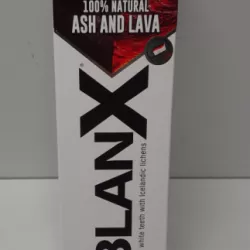 100% NATURAL
ASH AND LAVA
BLANX®
white teeth with Icelandic lichens